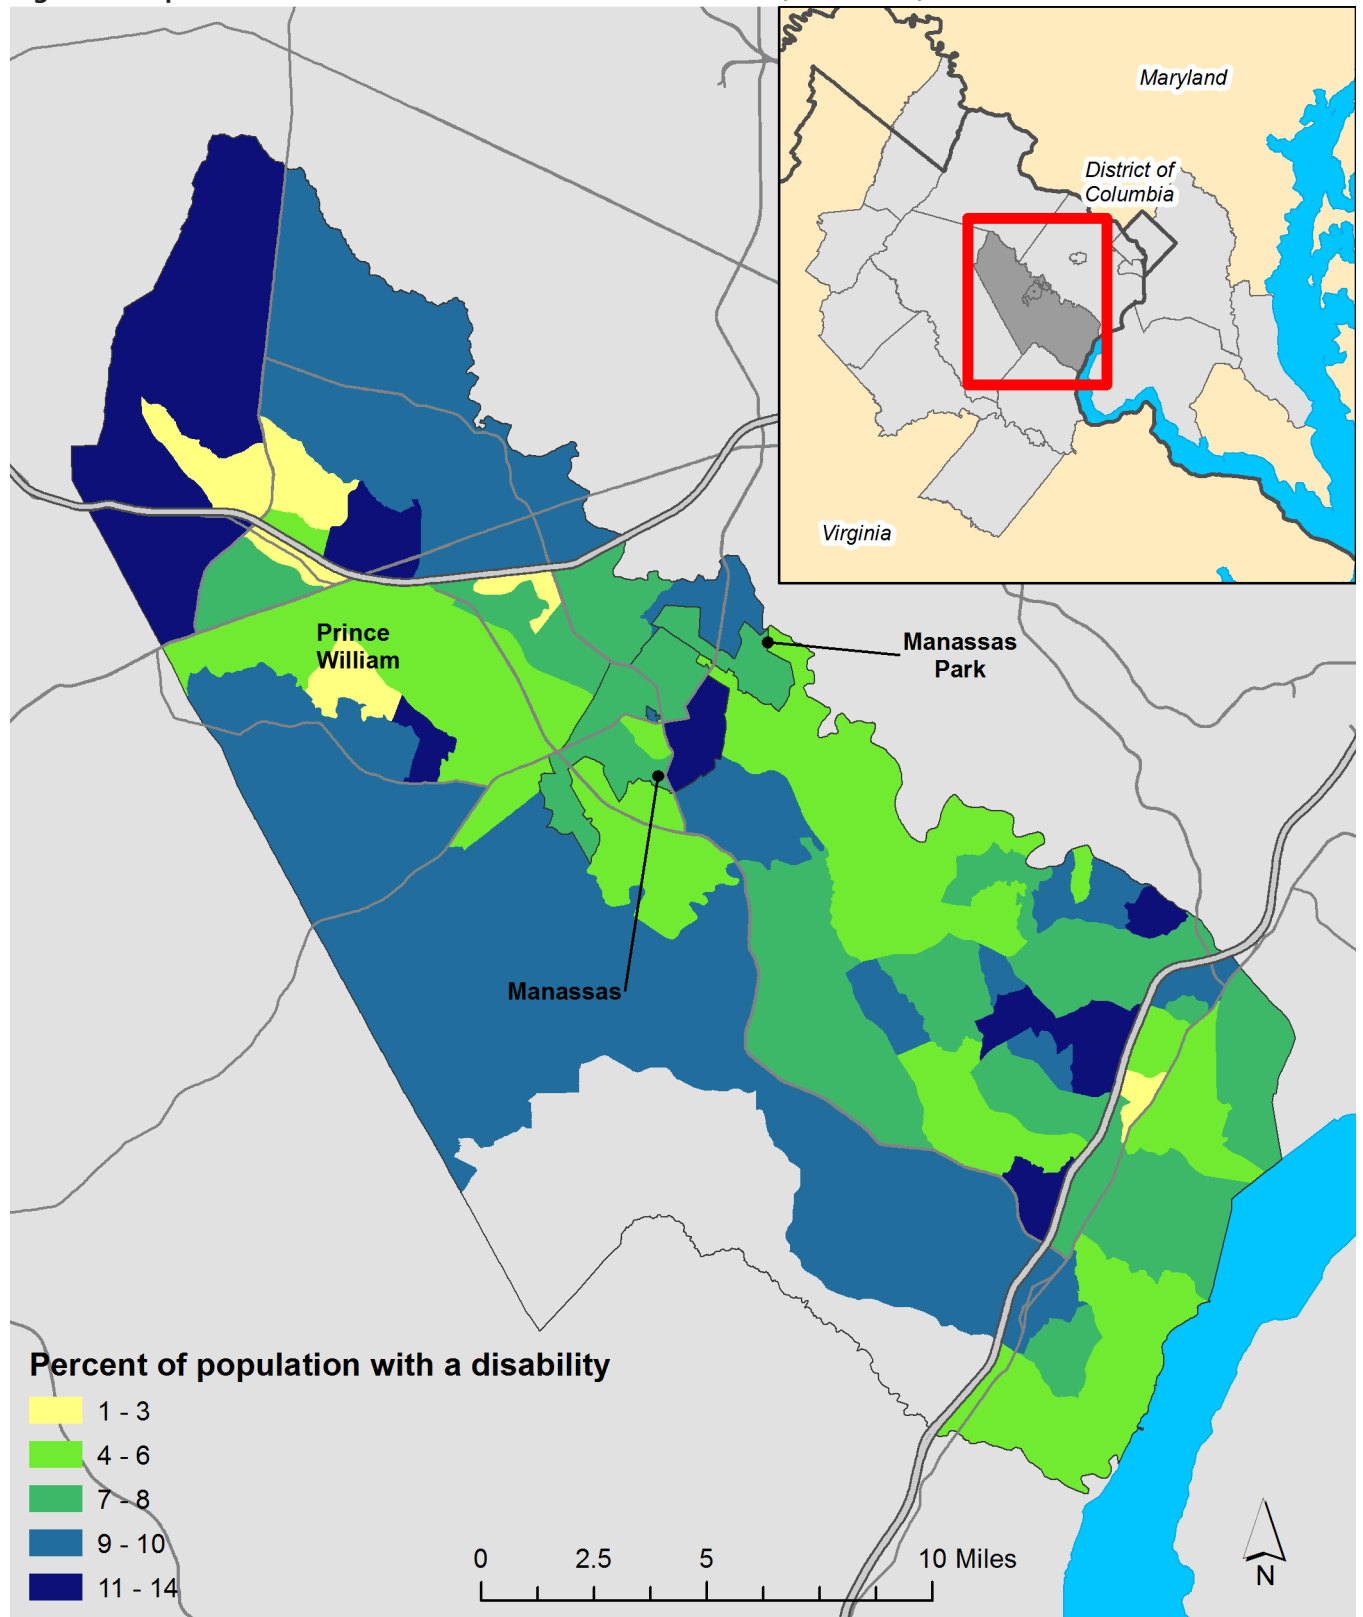 Maryland
District of
Columbia
Virginia
Prince
William
Manassas
Park
Manassas
Percent of population with a disability
1 - 3
4 - 6
7 - 8
9 - 10
11 - 14
0 2.5 5 10 Miles
N